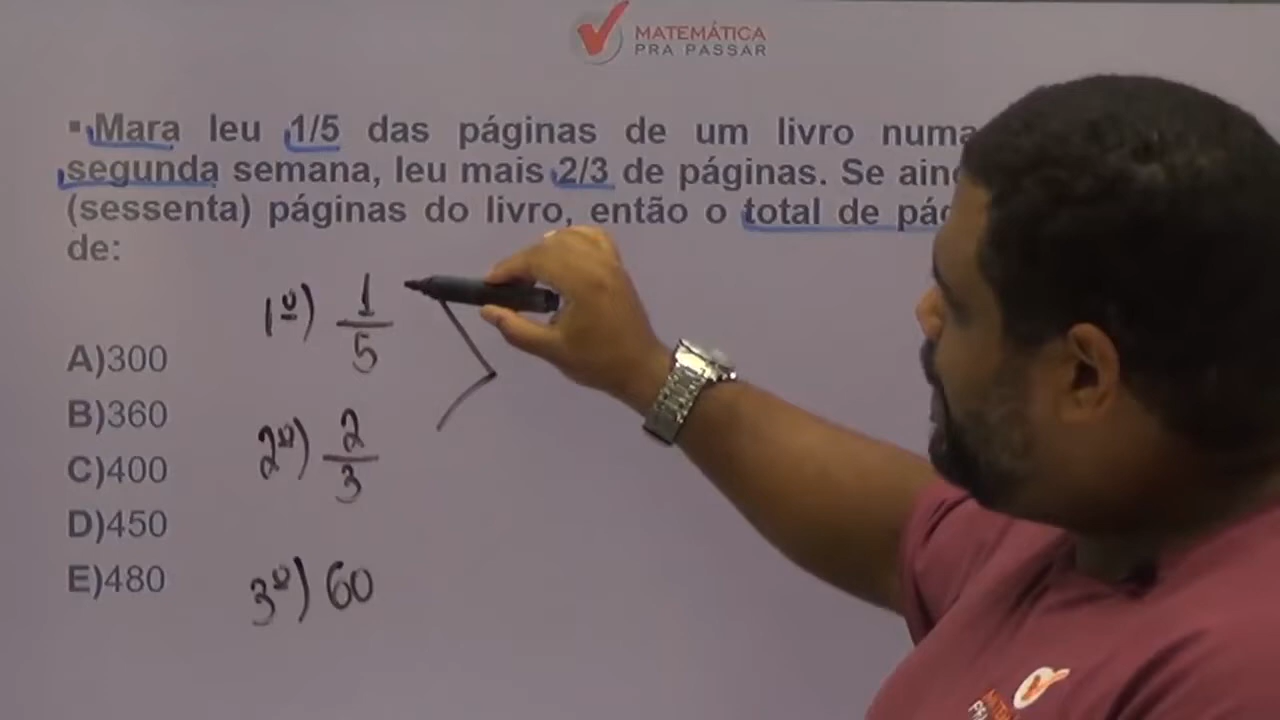 MATEMÁTICA
PRA PASSAR
Mara leu 1/5 das páginas de um livro numa
segunda semana, leu mais 2/3 de páginas. Se
(sessenta) páginas do livro, então o total de
de:
1º) 1/5
A)300
B)360
2º) 2/3
C)400
D)450
E)480
3º) 60